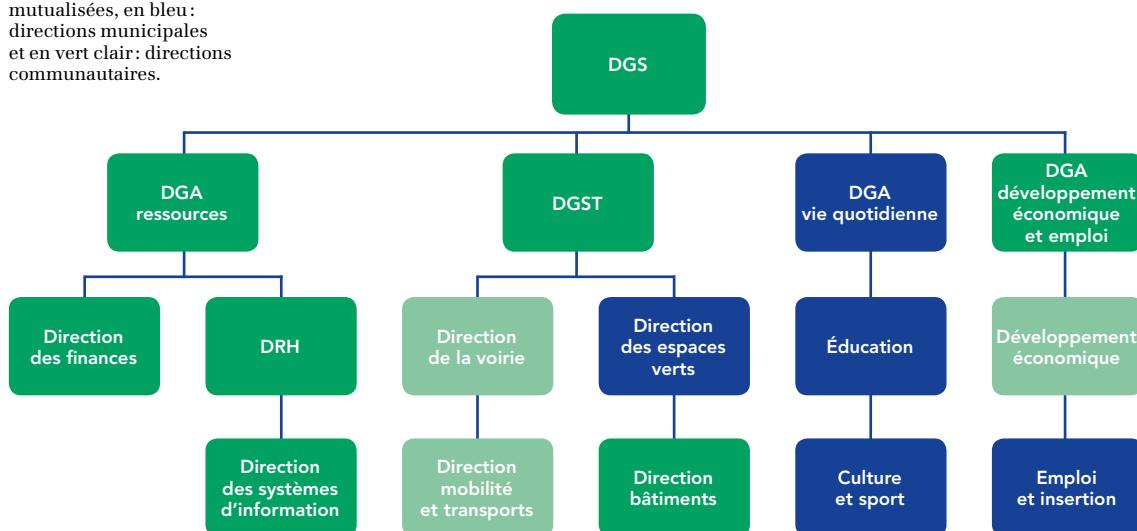 mutualisées, en bleu :
directions municipales
et en vert clair : directions
communautaires.
DGS
DGA
ressources
DGST
DGA
vie quotidienne
DGA
développement
économique
et emploi
Direction
des finances
DRH
Direction
de la voirie
Direction
des espaces
verts
Éducation
Développement
économique
Direction
des systèmes
d’information
Direction
mobilité
et transports
Direction
bâtiments
Culture
et sport
Emploi
et insertion